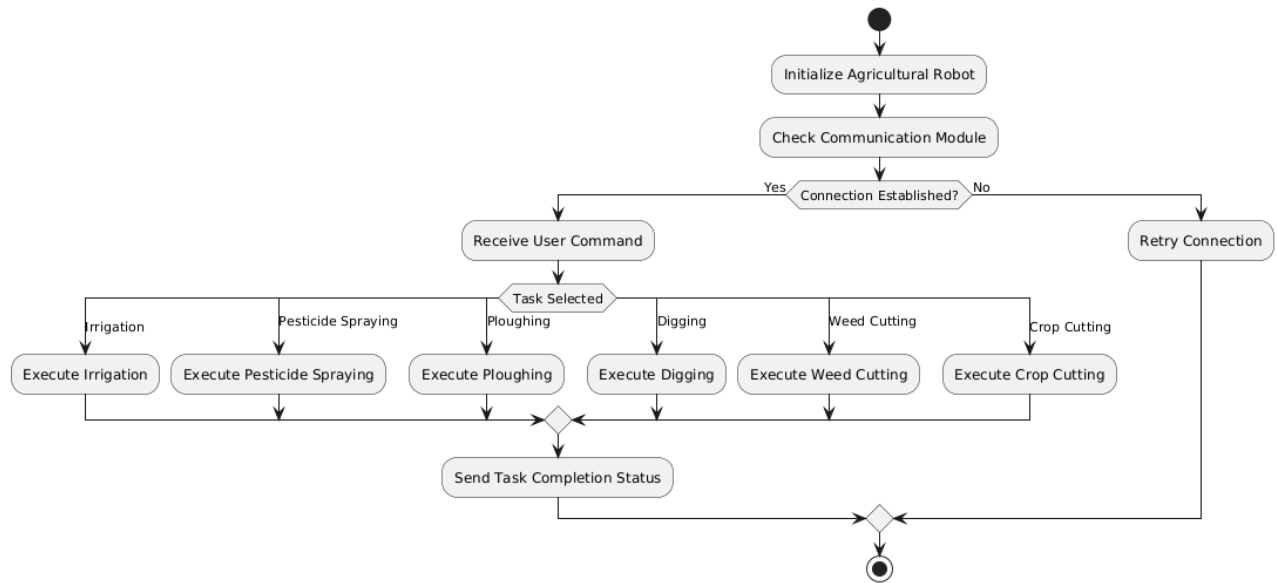 Initialize Agricultural Robot
Check Communication Module
Yes
Connection Established?
No
Receive User Command
Retry Connection
Task Selected
Irrigation
Pesticide Spraying
Ploughing
Digging
Weed Cutting
Crop Cutting
Execute Irrigation
Execute Pesticide Spraying
Execute Ploughing
Execute Digging
Execute Weed Cutting
Execute Crop Cutting
Send Task Completion Status